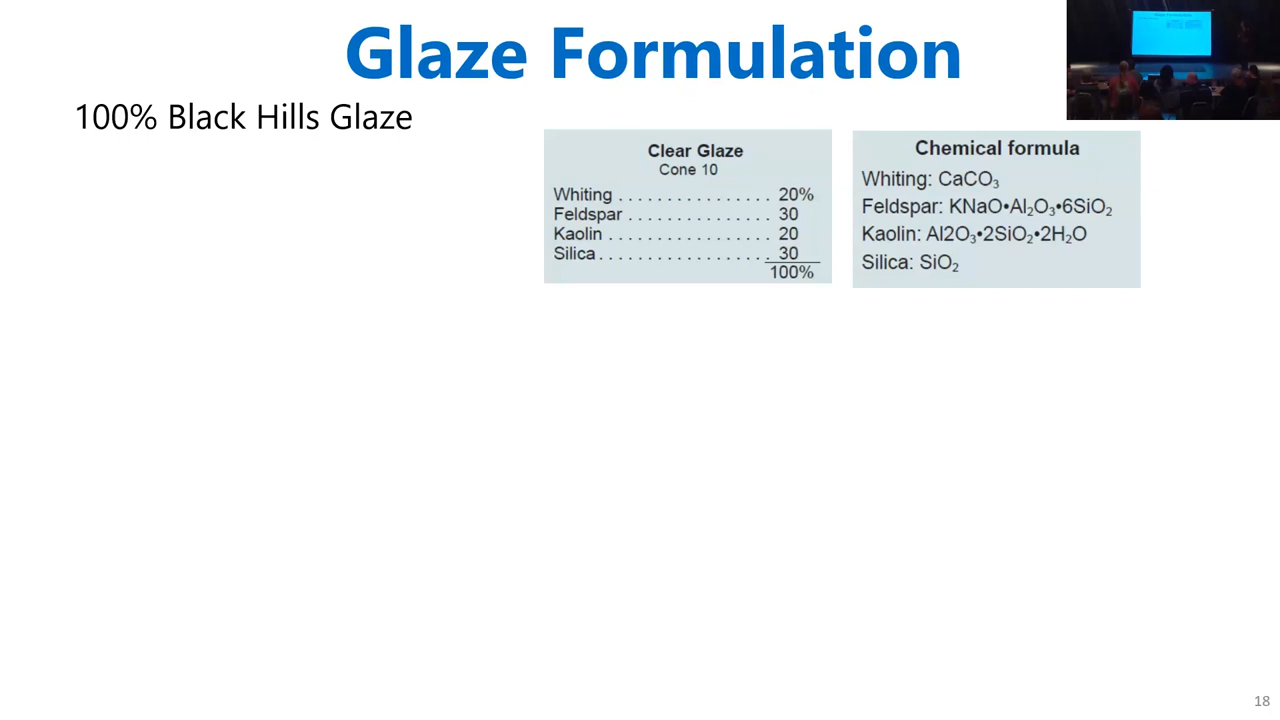 Glaze Formulation
100% Black Hills Glaze
Clear Glaze
Cone 10
Whiting . . . . . . . . . . . . . . . . 20%
Feldspar . . . . . . . . . . . . . . . 30
Kaolin . . . . . . . . . . . . . . . . . 20
Silica . . . . . . . . . . . . . . . . . . 30
100%
Chemical formula
Whiting: CaCO₃
Feldspar: KNaO•Al₂O₃•6SiO₂
Kaolin: Al2O₃•2SiO₂•2H₂O
Silica: SiO₂
18